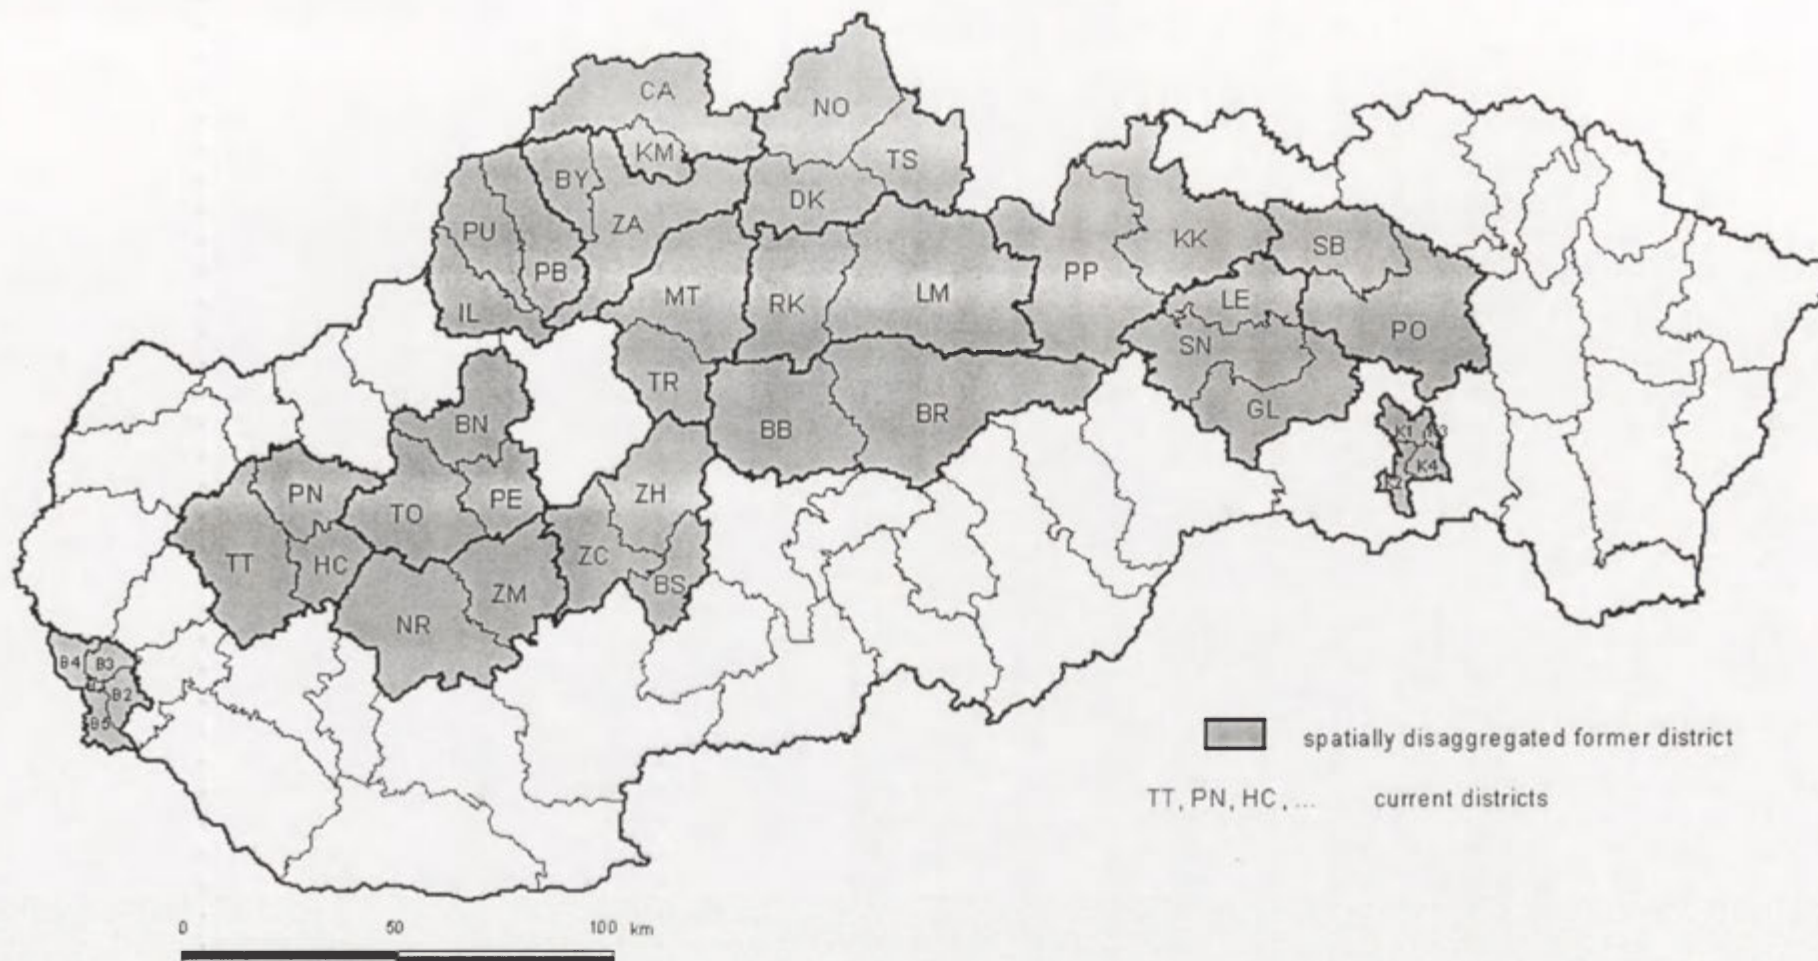 CA
NO
KM
TS
BY
DK
PU
ZA
KK
SB
PB
PP
MT
RK
LM
LE
IL
PO
SN
TR
BR
GL
BN
BB
K1
K3
K4
PN
PE
ZH
TO
TT
HC
ZC
ZM
BS
NR
B4
B3
B2
B5
spatially disaggregated former district
TT, PN, HC, ... current districts
0 50 100 km